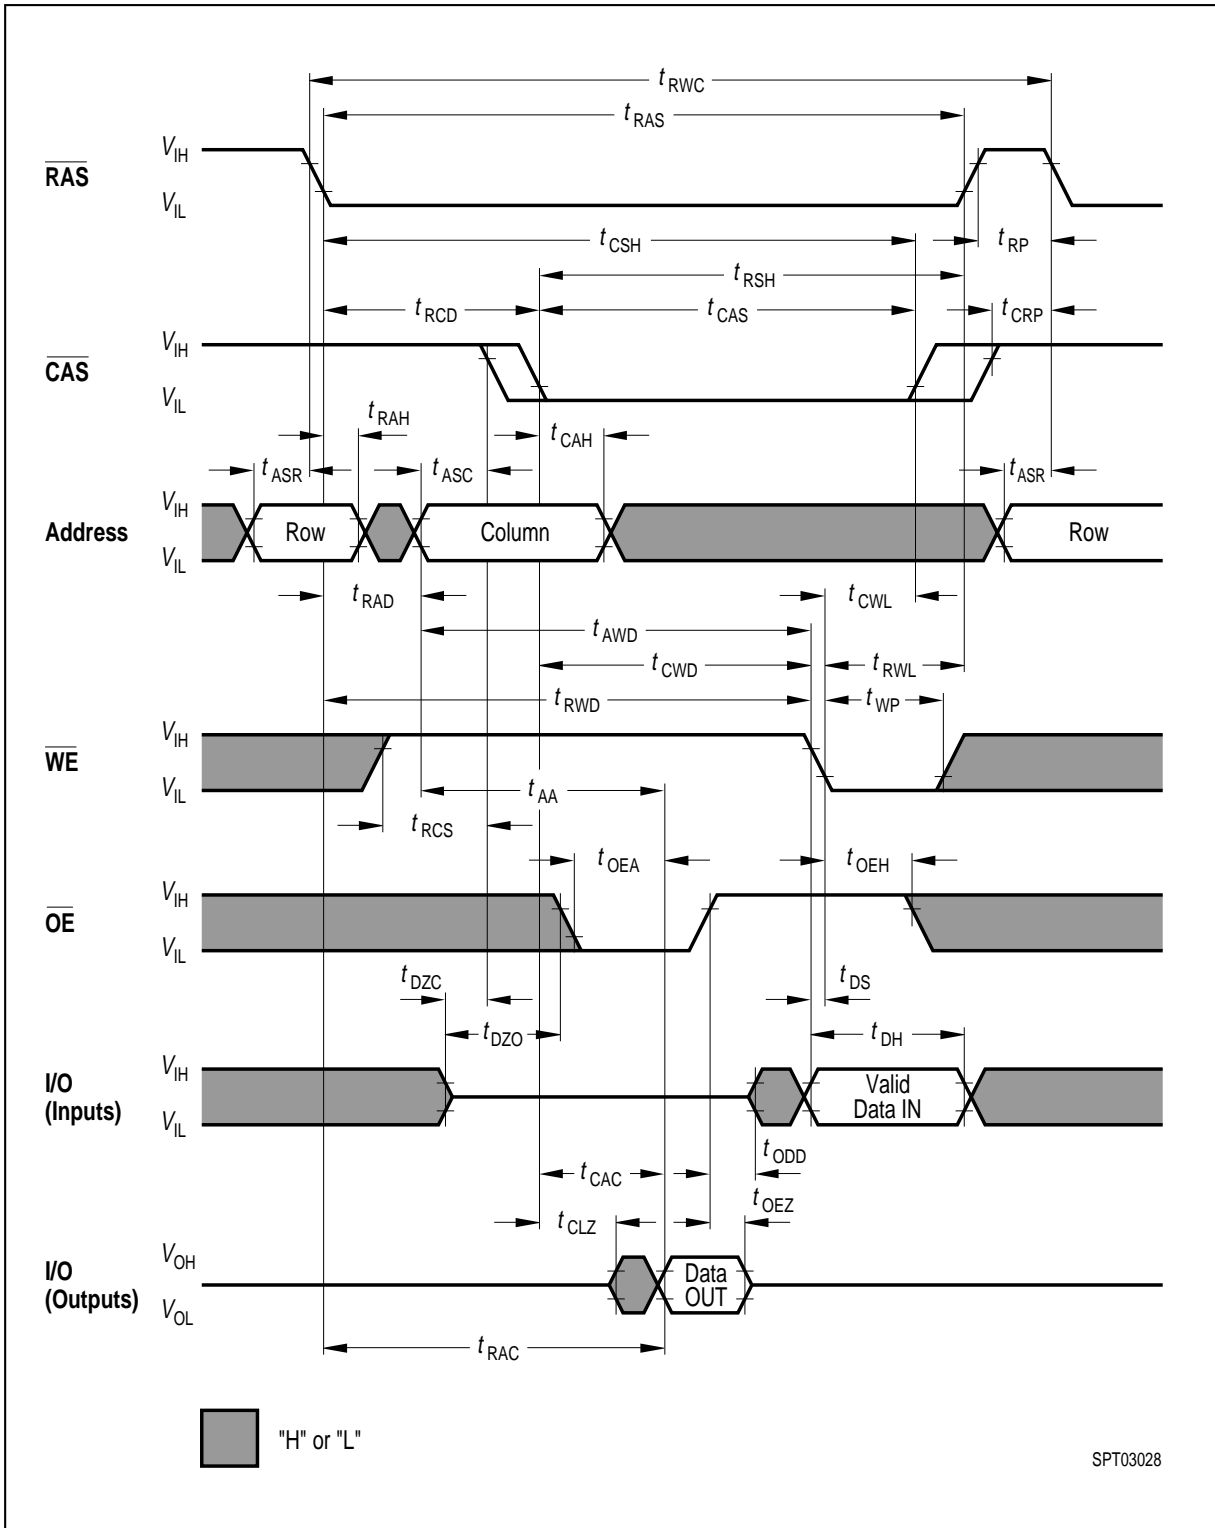 tRWC
tRAS
RAS
VIH
VIL
tCSH
tRP
tRSH
tRCD
tCAS
tCRP
CAS
VIH
VIL
tRAH
tCAH
tASR
tASC
tASR
Address
VIH
VIL
Row
Column
Row
tRAD
tCWL
tAWD
tCWD
tRWL
tRWD
tWP
WE
VIH
VIL
tAA
tRCS
tOEA
tOEH
OE
VIH
VIL
tDZC
tDS
tDZO
tDH
I/O
(Inputs)
VIH
VIL
Valid
Data IN
tODD
tCAC
tOEZ
tCLZ
I/O
(Outputs)
VOH
VOL
Data
OUT
tRAC
"H" or "L"
SPT03028